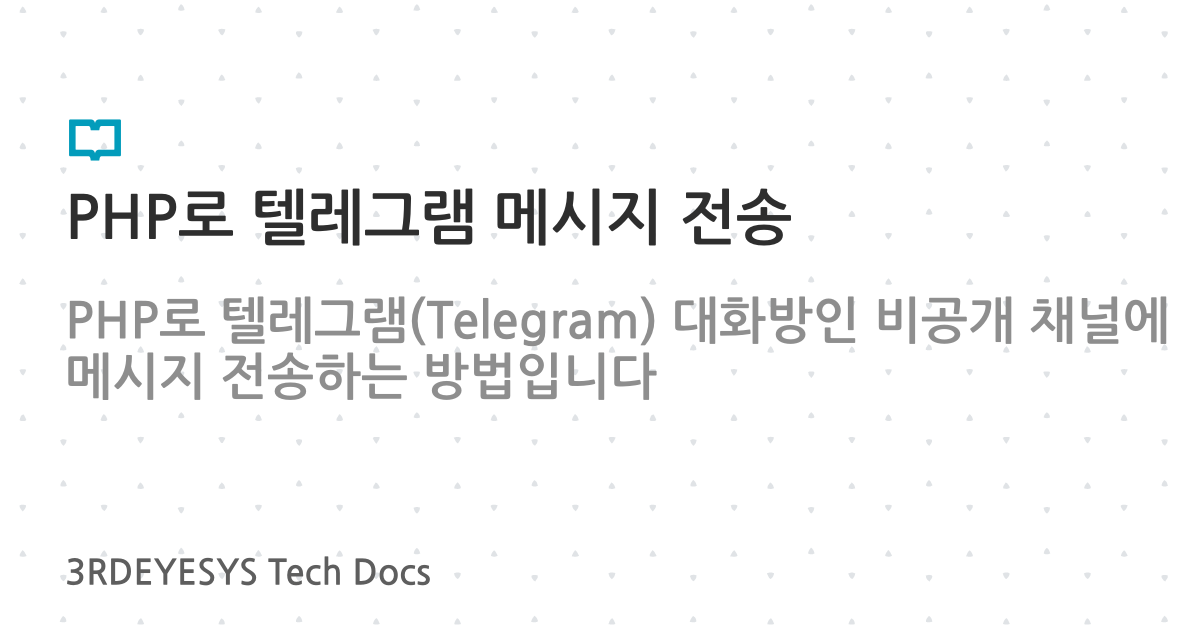 PHP로 텔레그램 메시지 전송
PHP로 텔레그램(Telegram) 대화방인 비공개 채널에
메시지 전송하는 방법입니다
3RDEYESYS Tech Docs